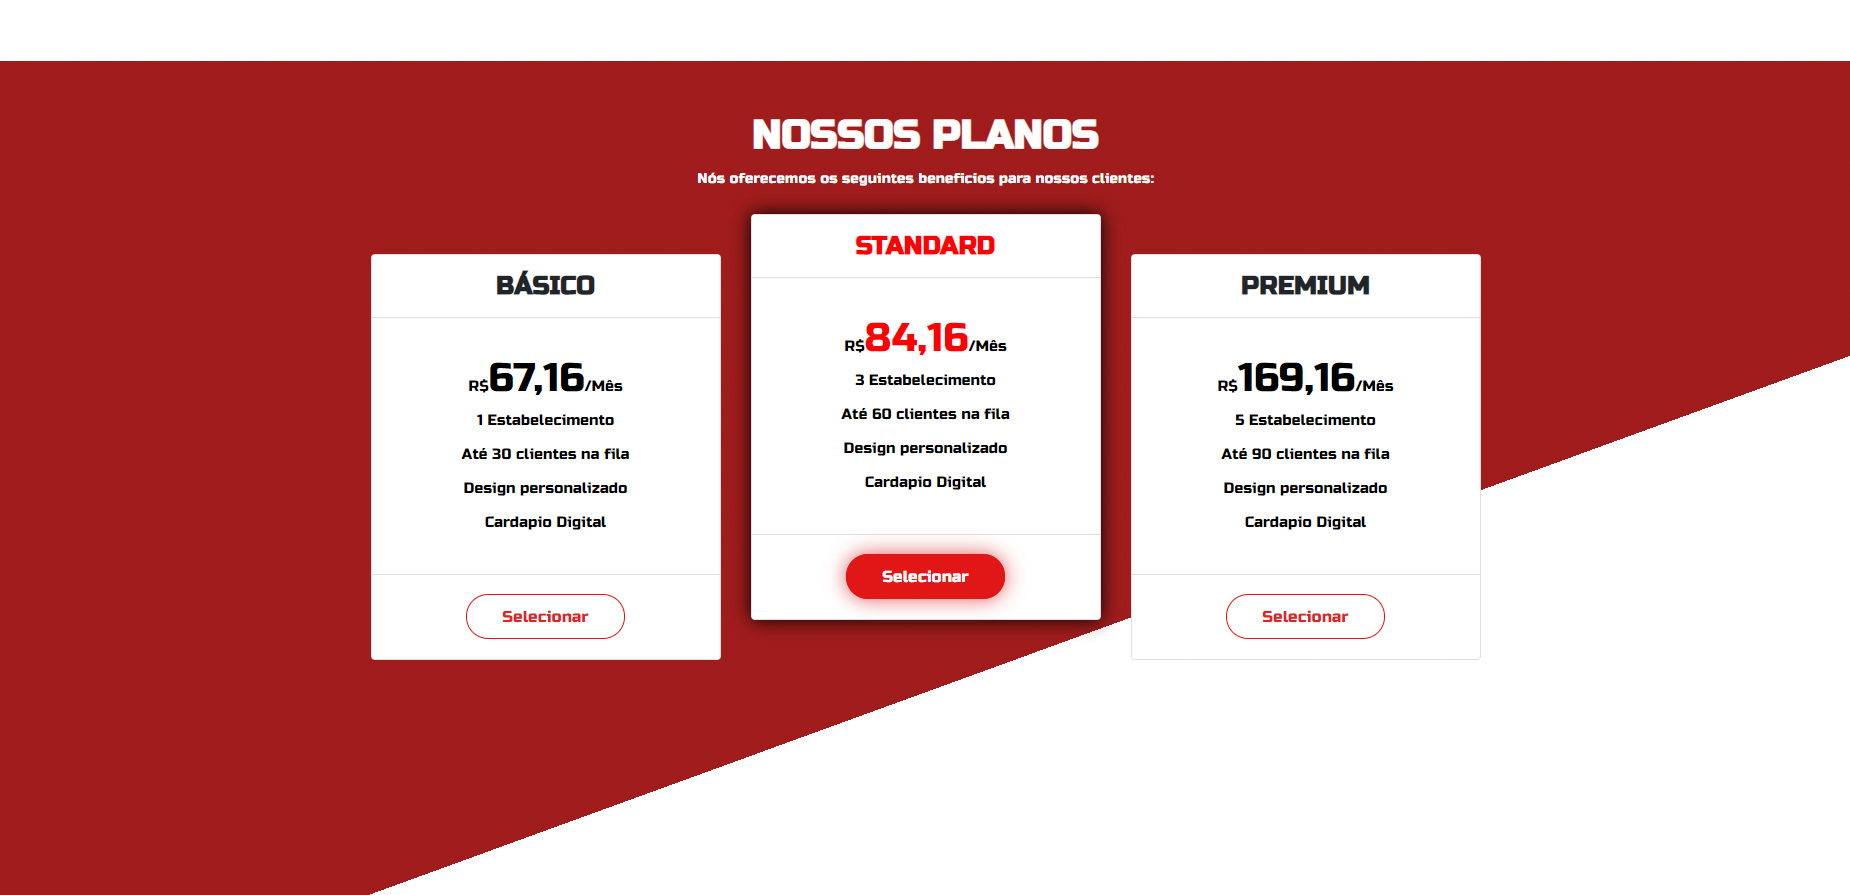 NOSSOS PLANOS
Nós oferecemos os seguintes beneficios para nossos clientes:
BÁSICO
R$67,16/Mês
1 Estabelecimento
Até 30 clientes na fila
Design personalizado
Cardapio Digital
Selecionar
STANDARD
R$84,16/Mês
3 Estabelecimento
Até 60 clientes na fila
Design personalizado
Cardapio Digital
Selecionar
PREMIUM
R$169,16/Mês
5 Estabelecimento
Até 90 clientes na fila
Design personalizado
Cardapio Digital
Selecionar